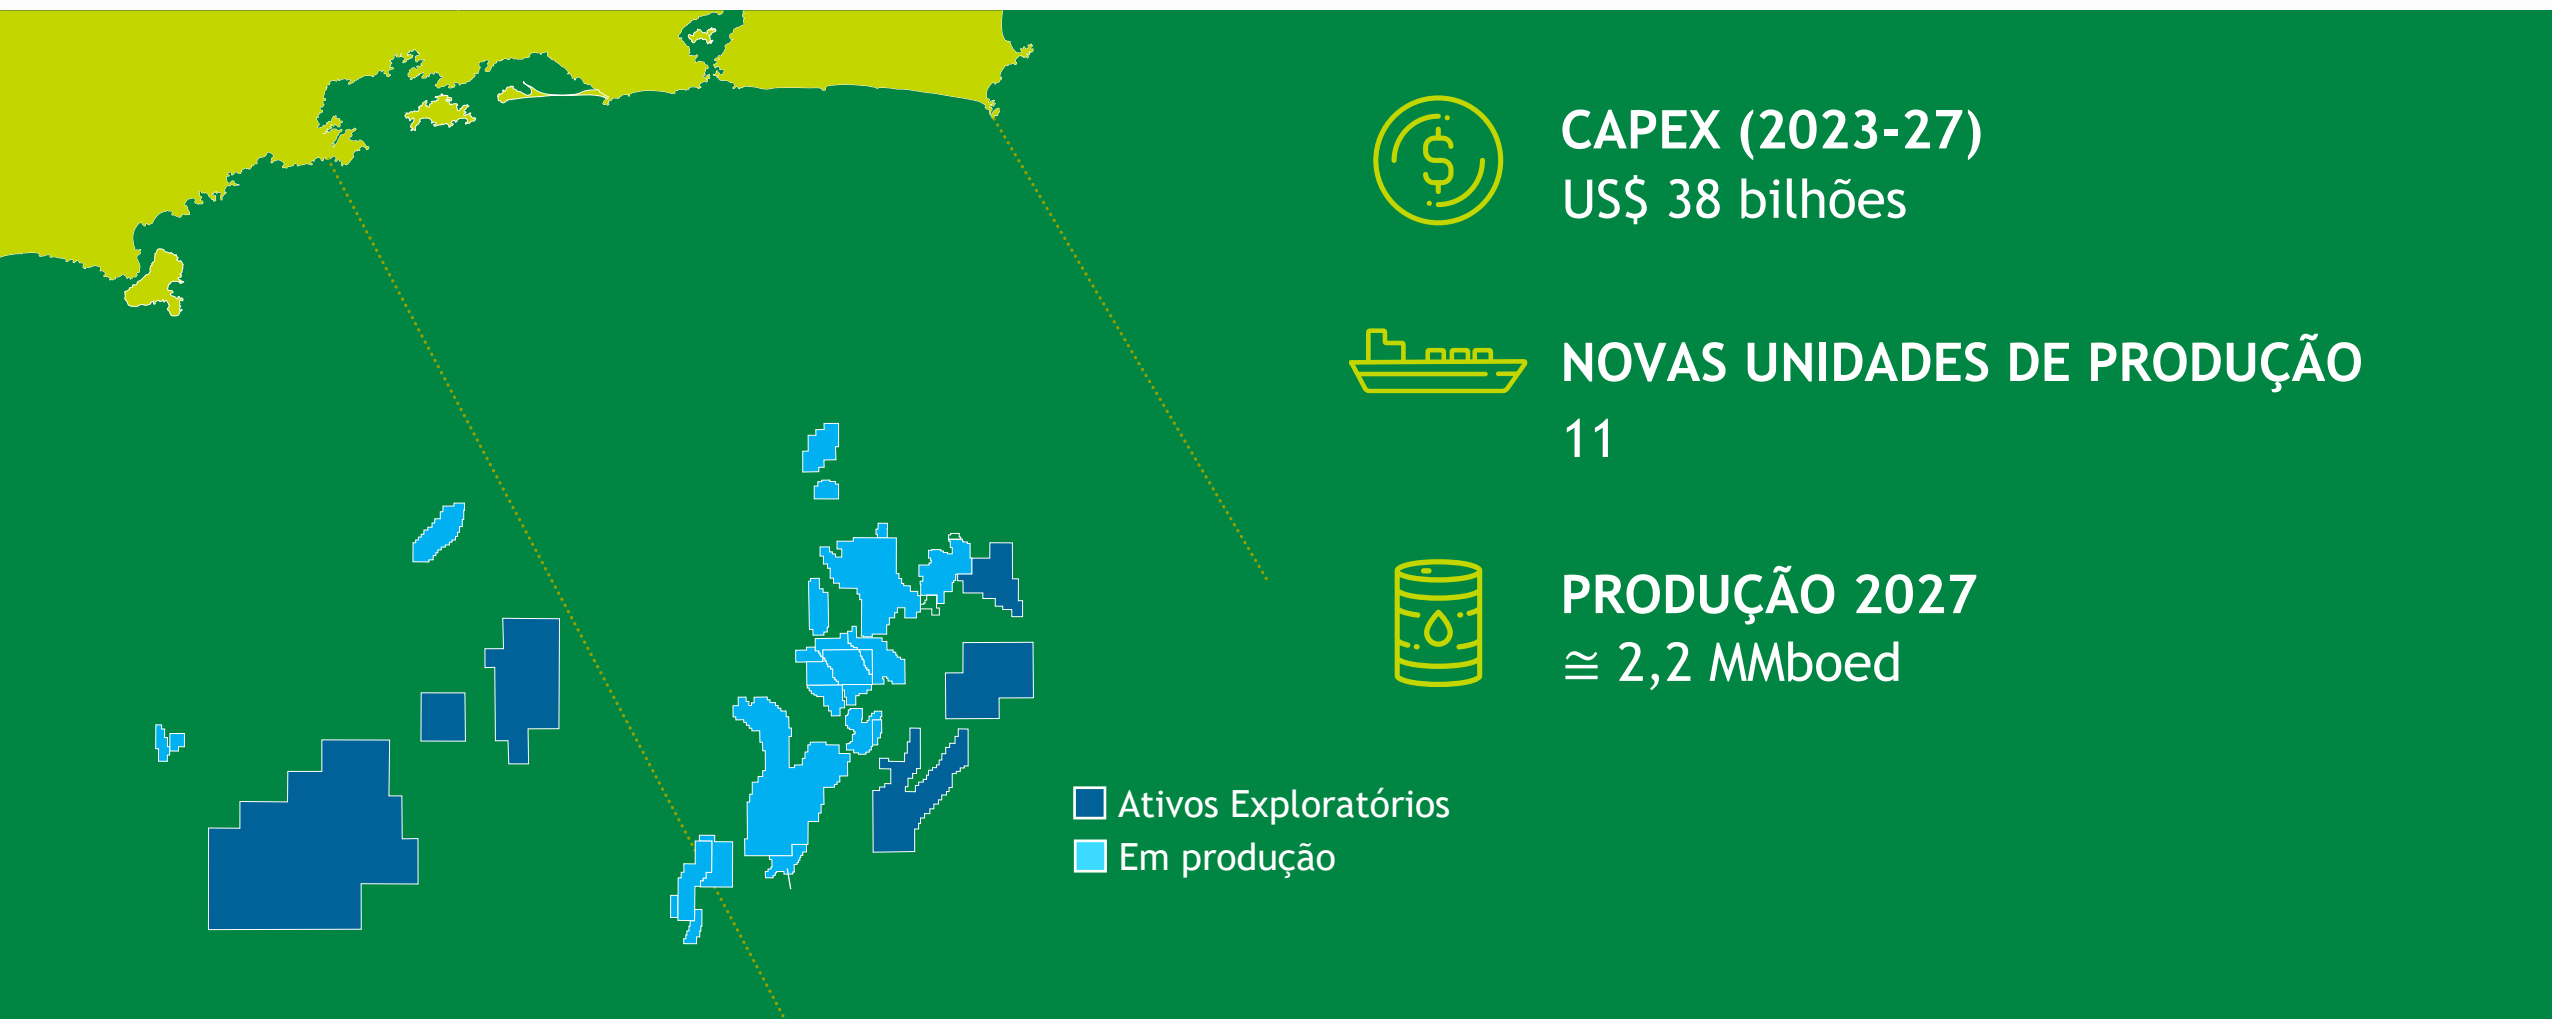 CAPEX (2023-27)
US$ 38 bilhões
NOVAS UNIDADES DE PRODUÇÃO
11
PRODUÇÃO 2027
≅ 2,2 MMboed
Ativos Exploratórios
Em produção